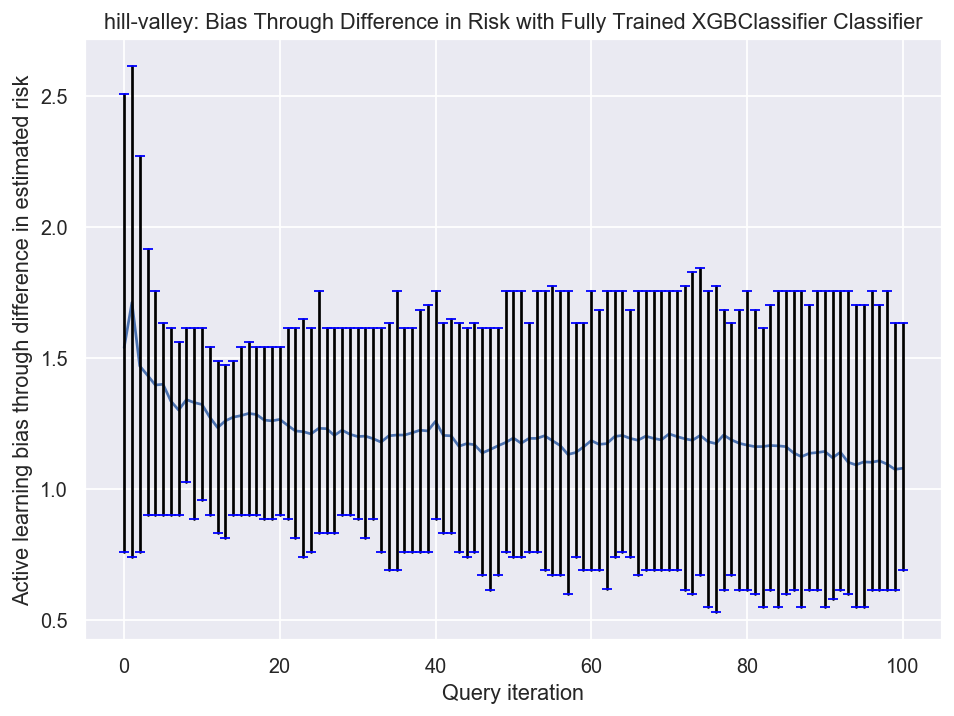 hill-valley: Bias Through Difference in Risk with Fully Trained XGBClassifier Classifier
Active learning bias through difference in estimated risk
2.5
2.0
1.5
1.0
0.5
0 20 40 60 80 100
Query iteration